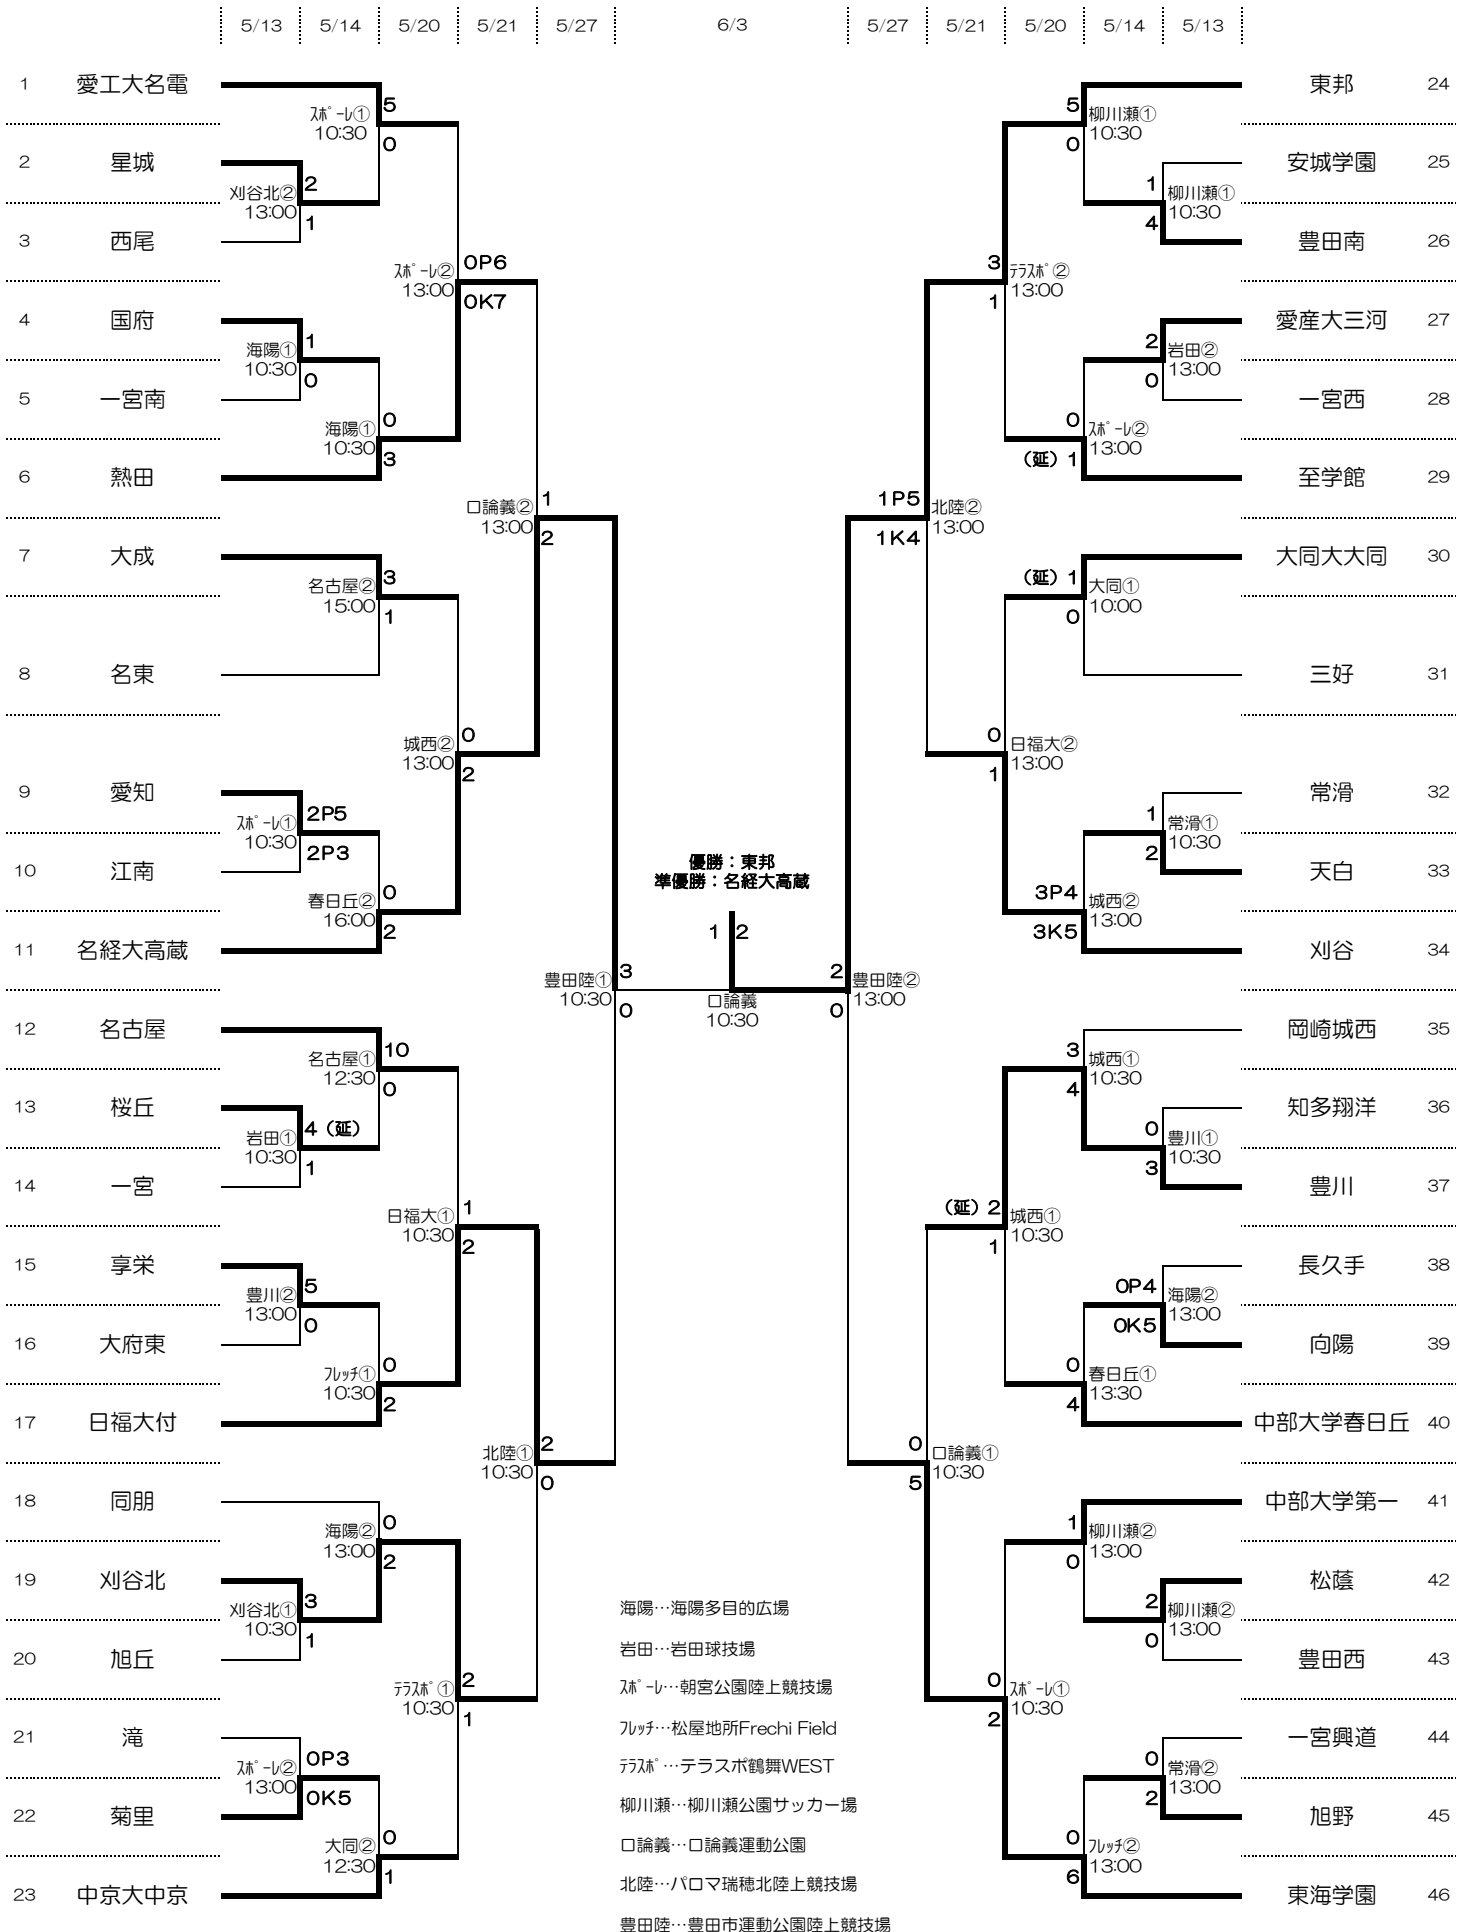 5/13 5/14 5/20 5/21 5/27 6/3 5/27 5/21 5/20 5/14 5/13
1 愛工大名電 東邦 24
5 5
スポーレ① 10:30 柳川瀬① 10:30
0 0
2 星城 安城学園 25
2 1
刈谷北② 13:00 柳川瀬① 10:30
1 4
3 西尾 豊田南 26
0P6 3
スポーレ② 13:00 テラスポ② 13:00
0K7 1
4 国府 愛産大三河 27
1 2
海陽① 10:30 岩田② 13:00
0 0
5 一宮南 一宮西 28
0 0
海陽① 10:30 スポーレ② 13:00
3 (延) 1
6 熱田 至学館 29
1 1P5
口論義② 13:00 北陸② 13:00
2 1K4
7 大成 大同大大同 30
3 (延) 1
名古屋② 15:00 大同① 10:00
1 0
8 名東 三好 31
0 0
城西② 13:00 日福大② 13:00
2 1
9 愛知 常滑 32
2P5 1
スポーレ① 10:30 常滑① 10:30
2P3 2
10 江南 天白 33
優勝：東邦
準優勝：名経大高蔵
0 3P4
春日丘② 16:00 城西② 13:00
2 3K5
1 2
11 名経大高蔵 刈谷 34
3 2
豊田陸① 10:30 口論義 10:30 豊田陸② 13:00
0 0
12 名古屋 岡崎城西 35
10 3
名古屋① 12:30 城西① 10:30
0 4
13 桜丘 知多翔洋 36
4 (延) 0
岩田① 10:30 豊川① 10:30
1 3
14 一宮 豊川 37
1 (延) 2
日福大① 10:30 城西① 10:30
2 1
15 享栄 長久手 38
5 0P4
豊川② 13:00 海陽② 13:00
0 0K5
16 大府東 向陽 39
0 0
フレッチ① 10:30 春日丘① 13:30
2 4
17 日福大付 中部大学春日丘 40
2 0
北陸① 10:30 口論義① 10:30
0 5
18 同朋 中部大学第一 41
0 1
海陽② 13:00 柳川瀬② 13:00
2 0
19 刈谷北 松蔭 42
3 2
刈谷北① 10:30 柳川瀬② 13:00
1 0
20 旭丘 豊田西 43
2 0
テラスポ① 10:30 スポーレ① 10:30
1 2
21 滝 一宮興道 44
0P3 0
スポーレ② 13:00 常滑② 13:00
0K5 2
22 菊里 旭野 45
0 0
大同② 12:30 フレッチ② 13:00
1 6
23 中京大中京 東海学園 46
海陽…海陽多目的広場
岩田…岩田球技場
スポーレ…朝宮公園陸上競技場
フレッチ…松屋地所Frechi Field
テラスポ…テラスポ鶴舞WEST
柳川瀬…柳川瀬公園サッカー場
口論義…口論義運動公園
北陸…パロマ瑞穂北陸上競技場
豊田陸…豊田市運動公園陸上競技場